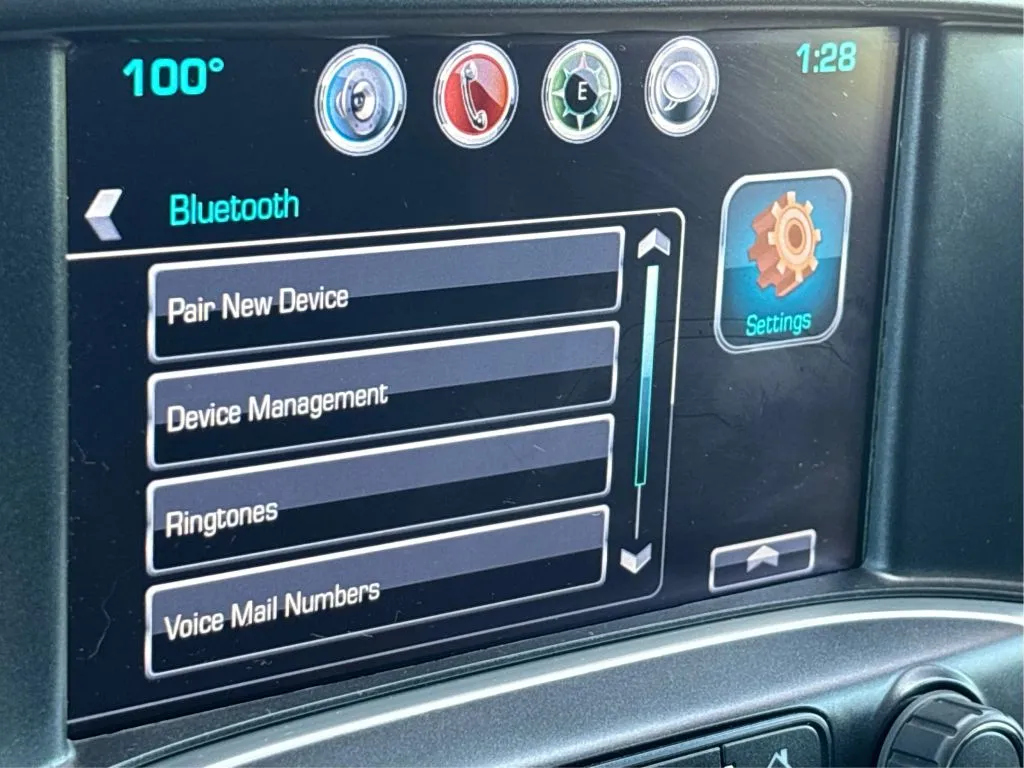 100°
E
1:28
Bluetooth
Pair New Device
Settings
Device Management
Ringtones
Voice Mail Numbers